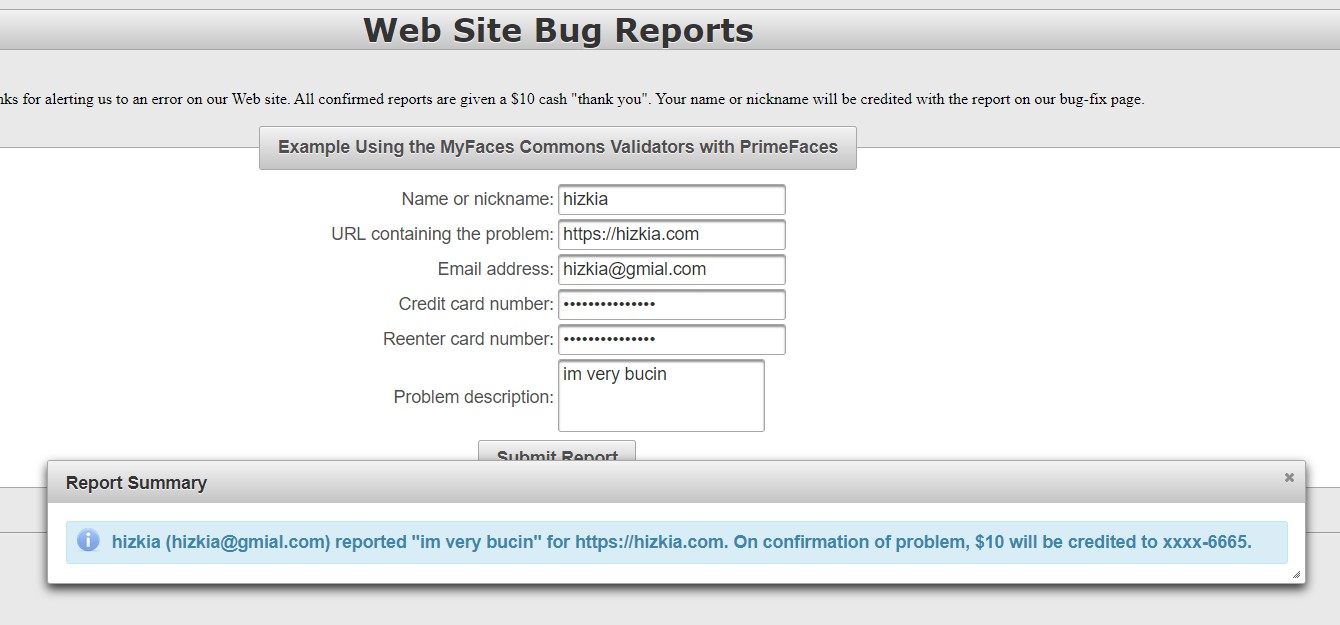 Web Site Bug Reports
nks for alerting us to an error on our Web site. All confirmed reports are given a $10 cash "thank you". Your name or nickname will be credited with the report on our bug-fix page.
Example Using the MyFaces Commons Validators with PrimeFaces
Name or nickname: hizkia
URL containing the problem: https://hizkia.com
Email address: hizkia@gmial.com
Credit card number: •••••••••••••••
Reenter card number: •••••••••••••••
Problem description: im very bucin
Submit Report
Report Summary
hizkia (hizkia@gmial.com) reported "im very bucin" for https://hizkia.com. On confirmation of problem, $10 will be credited to xxxx-6665.